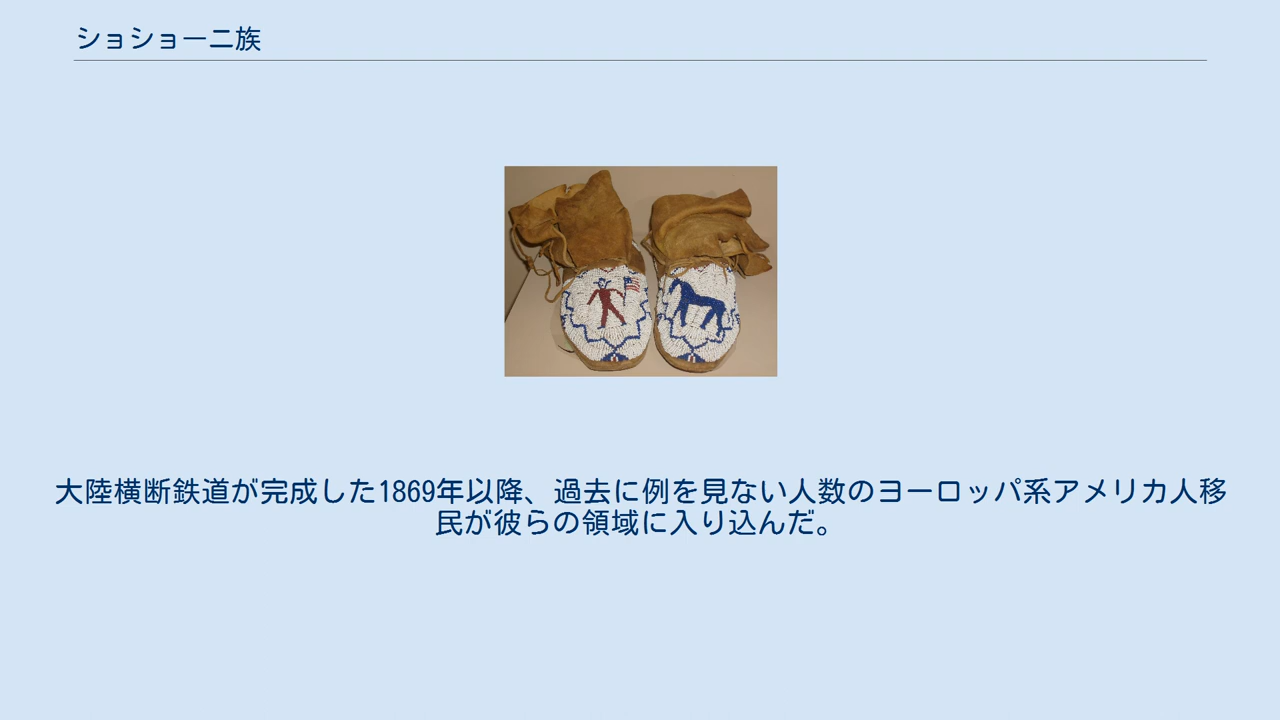 ショショーニ族
大陸横断鉄道が完成した1869年以降、過去に例を見ない人数のヨーロッパ系アメリカ人移
民が彼らの領域に入り込んだ。